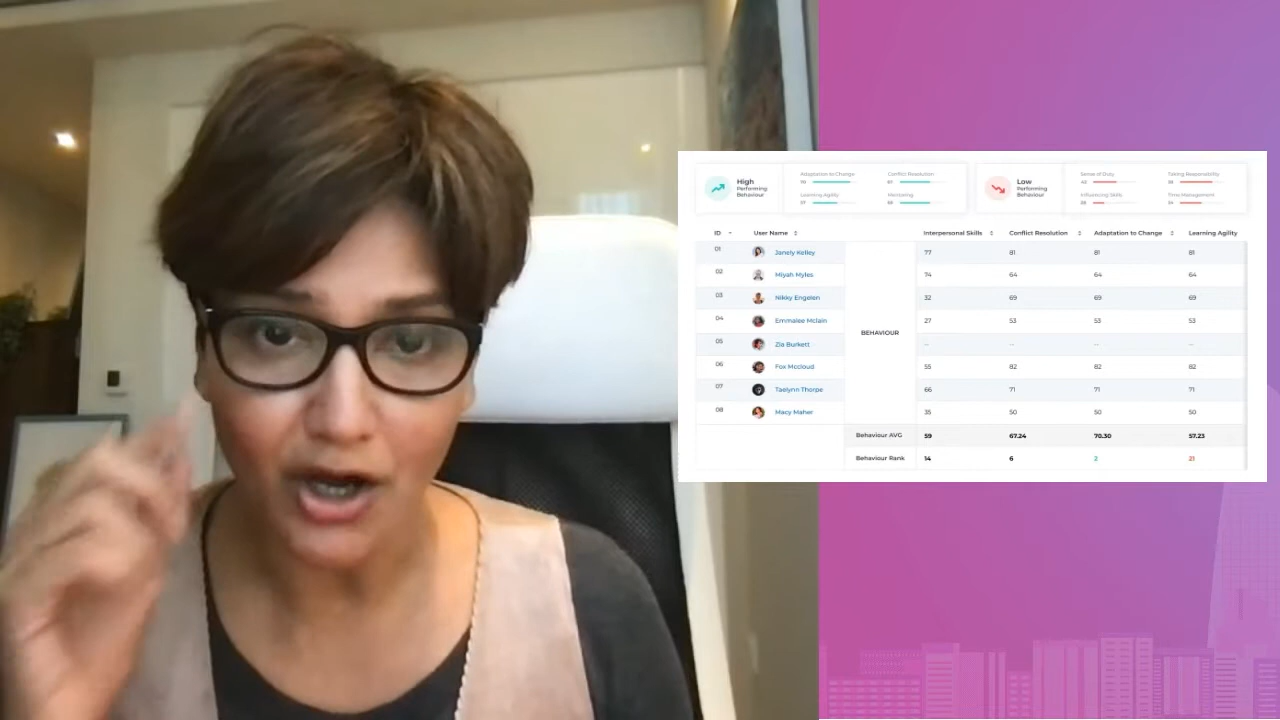 High
Performing
Behaviour
Adaptation to Change
Conflict Resolution
Learning Agility
Mentoring
Low
Performing
Behaviour
Sense of Duty
Taking Responsibility
Influencing Skills
Time Management
ID User Name Interpersonal Skills Conflict Resolution Adaptation to Change Learning Agility
01 Janely Kelley 77 81 81 81
02 Miyah Myles 74 64 64 64
03 Nikky Engelen 32 69 69 69
04 Emmalee Mclain 27 53 53 53
BEHAVIOUR
05 Zia Burkett -- -- -- --
06 Fox Mccloud 55 82 82 82
07 Taelynn Thorpe 66 71 71 71
08 Macy Maher 35 50 50 50
Behaviour AVG 59 67.24 70.30 57.23
Behaviour Rank 14 6 2 21